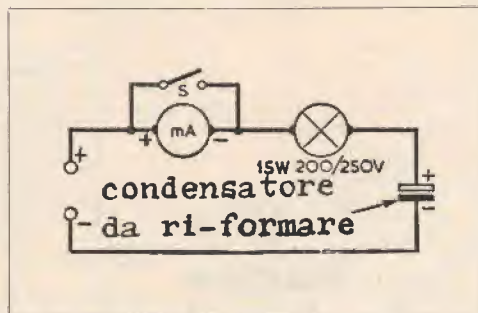 S
+ mA -
15W 200/250V
+
+
condensatore
- da ri-formare
-